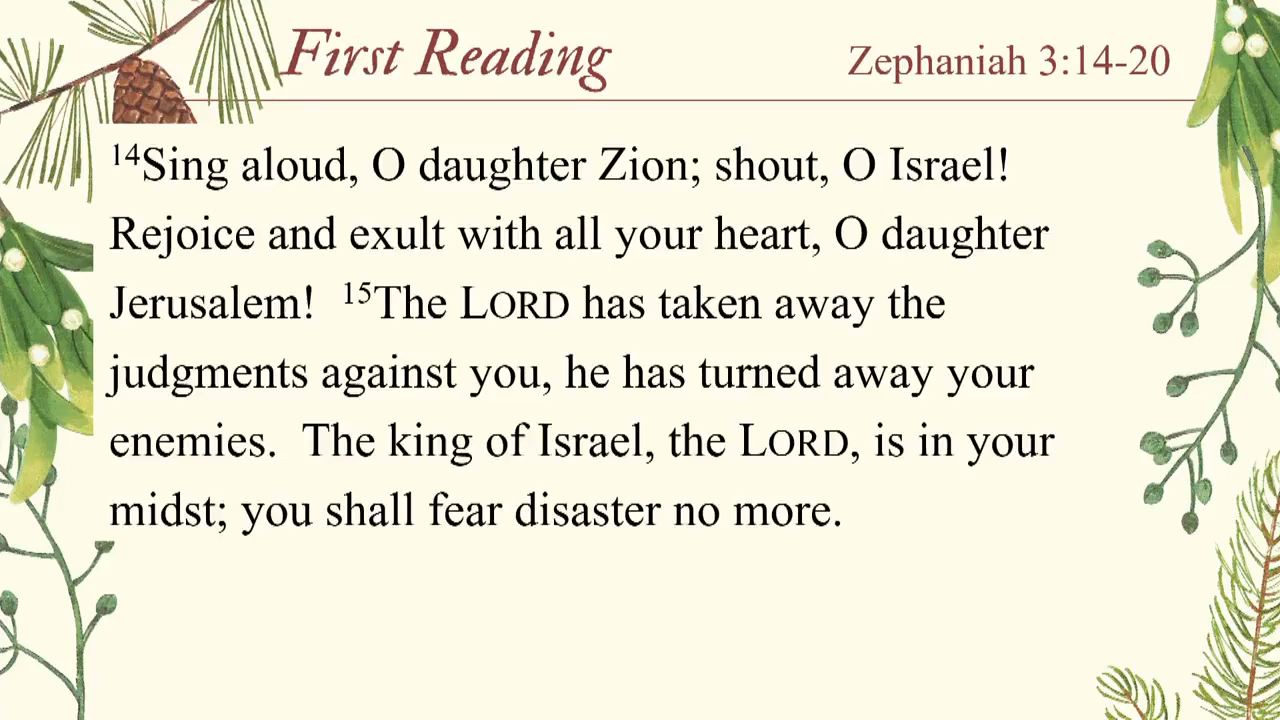 First Reading
Zephaniah 3:14-20
¹⁴Sing aloud, O daughter Zion; shout, O Israel!
Rejoice and exult with all your heart, O daughter
Jerusalem! ¹⁵The LORD has taken away the
judgments against you, he has turned away your
enemies. The king of Israel, the LORD, is in your
midst; you shall fear disaster no more.